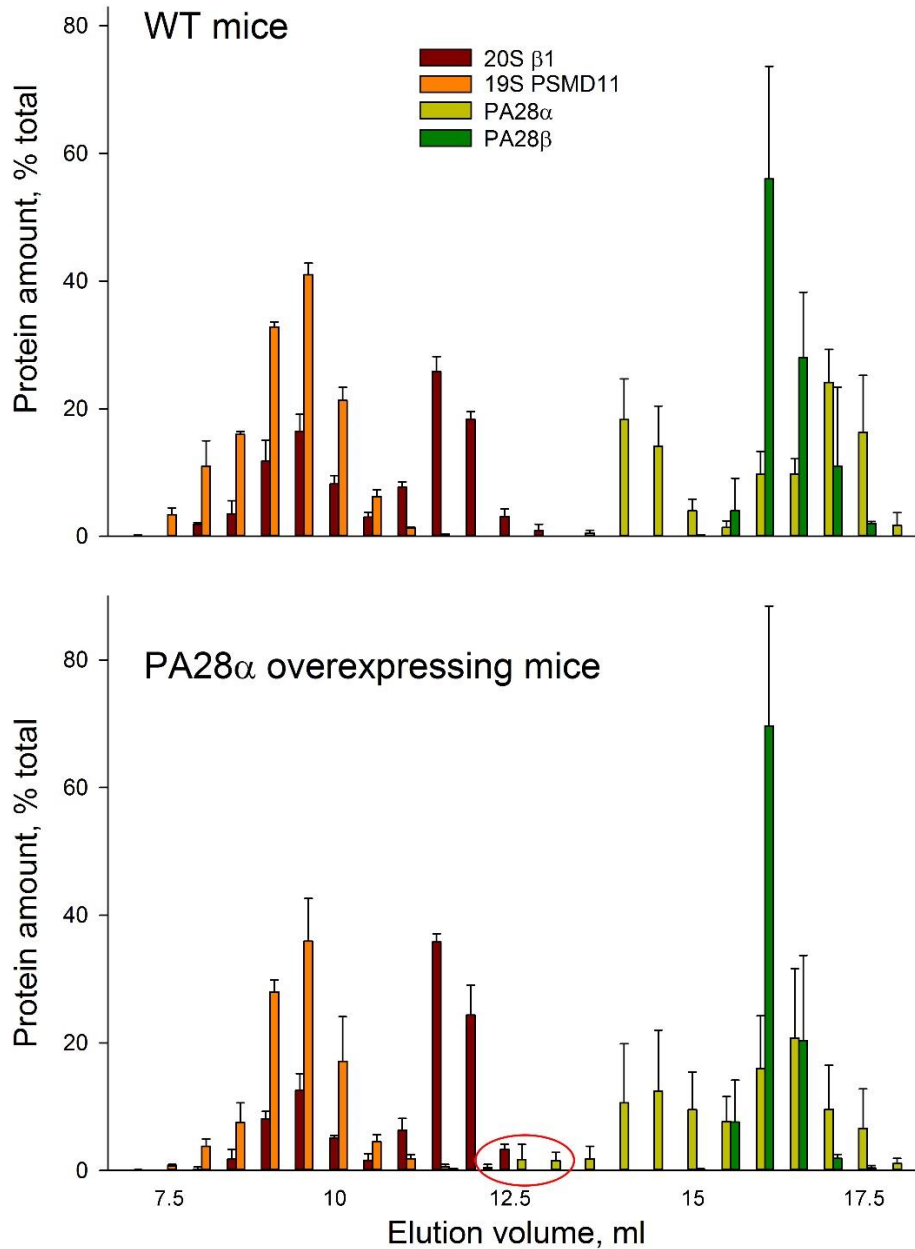 WT mice
20S β1
19S PSMD11
PA28α
PA28β
Protein amount, % total
80
60
40
20
0
PA28α overexpressing mice
Protein amount, % total
80
60
40
20
0
7.5 10 12.5 15 17.5
Elution volume, ml